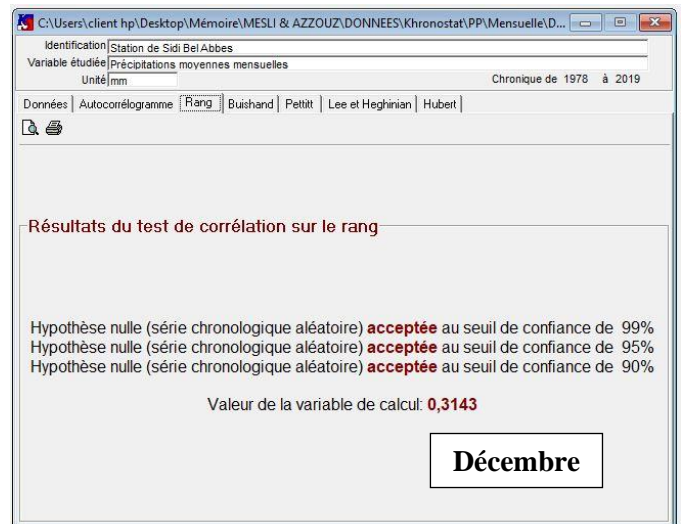 C:\Users\client hp\Desktop\Mémoire\MESLI & AZZOUZ\DONNEES\Khronostat\PP\Mensuelle\D...
Identification Station de Sidi Bel Abbes
Variable étudiée Précipitations moyennes mensuelles
Unité mm Chronique de 1978 à 2019
Données Autocorrélogramme Rang Buishand Pettitt Lee et Heghinian Hubert
Résultats du test de corrélation sur le rang
Hypothèse nulle (série chronologique aléatoire) acceptée au seuil de confiance de 99%
Hypothèse nulle (série chronologique aléatoire) acceptée au seuil de confiance de 95%
Hypothèse nulle (série chronologique aléatoire) acceptée au seuil de confiance de 90%
Valeur de la variable de calcul: 0,3143
Décembre